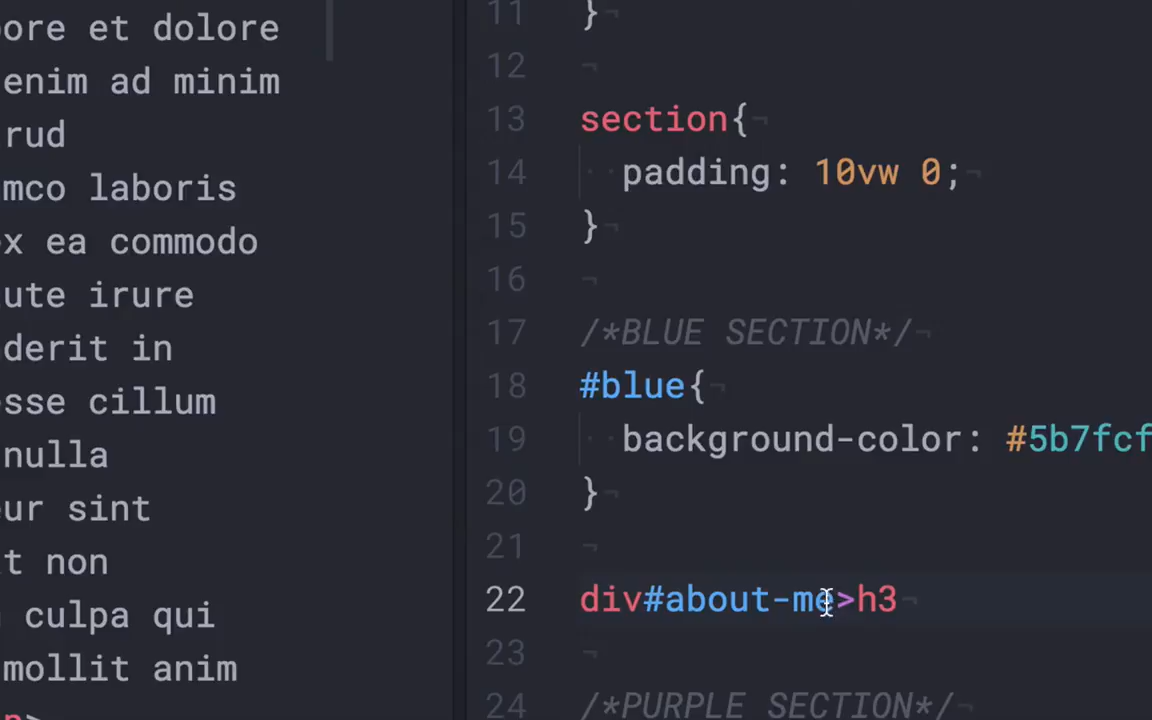 ore et dolore
enim ad minim
rud
mco laboris
ex ea commodo
ute irure
derit in
esse cillum
nulla
ur sint
t non
culpa qui
mollit anim
11 }
12
13 section{
14 padding: 10vw 0;
15 }
16
17 /*BLUE SECTION*/
18 #blue{
19 background-color: #5b7fcf
20 }
21
22 div#about-me>h3
23
24 /*PURPLE SECTION*/